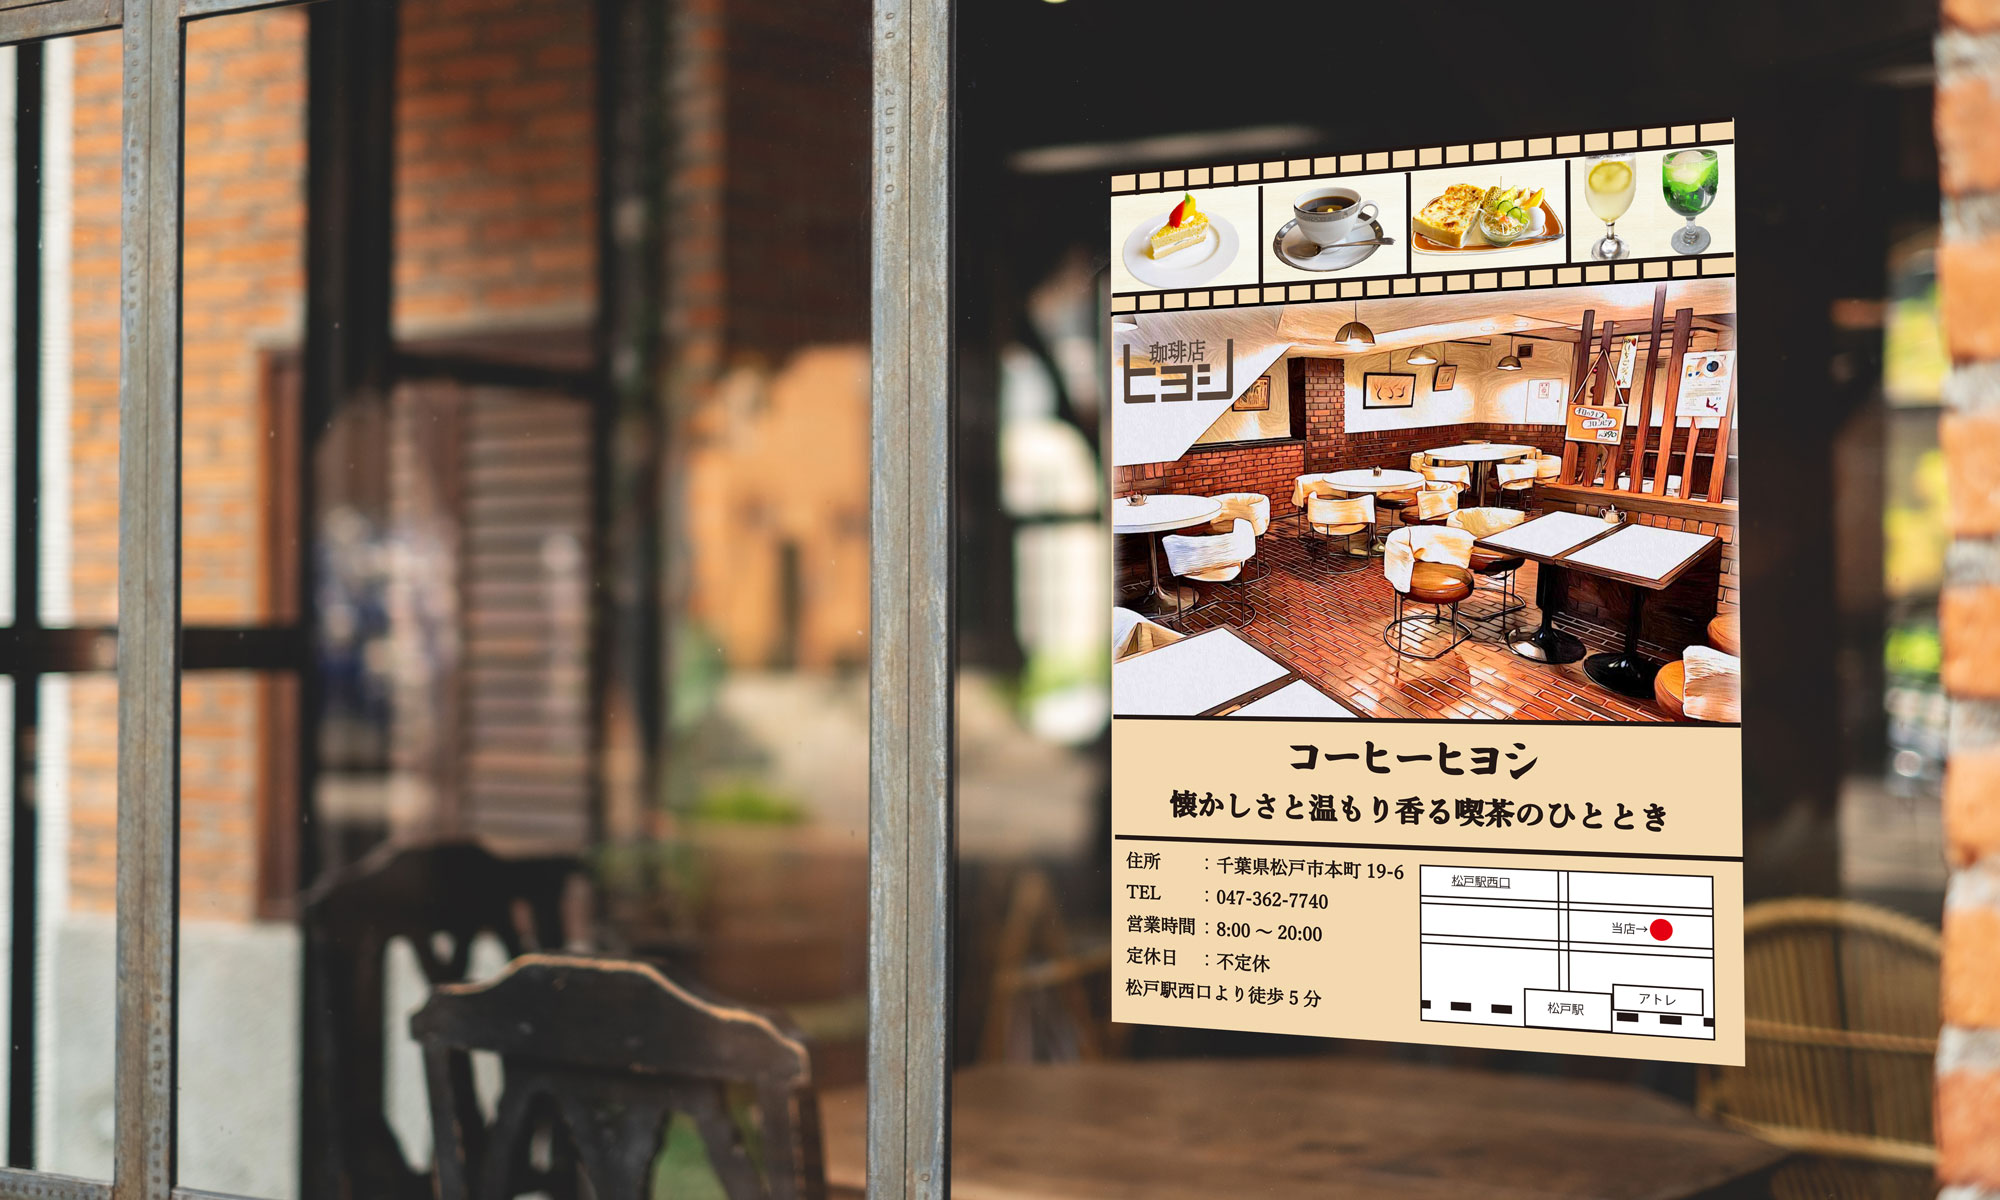 珈琲店
ヒヨシ
コーヒーヒヨシ
懐かしさと温もり香る喫茶のひととき
住所 : 千葉県松戸市本町 19-6
TEL : 047-362-7740
営業時間 : 8:00 ～ 20:00
定休日 : 不定休
松戸駅西口より徒歩 5 分
松戸駅西口
当店→
松戸駅
アトレ